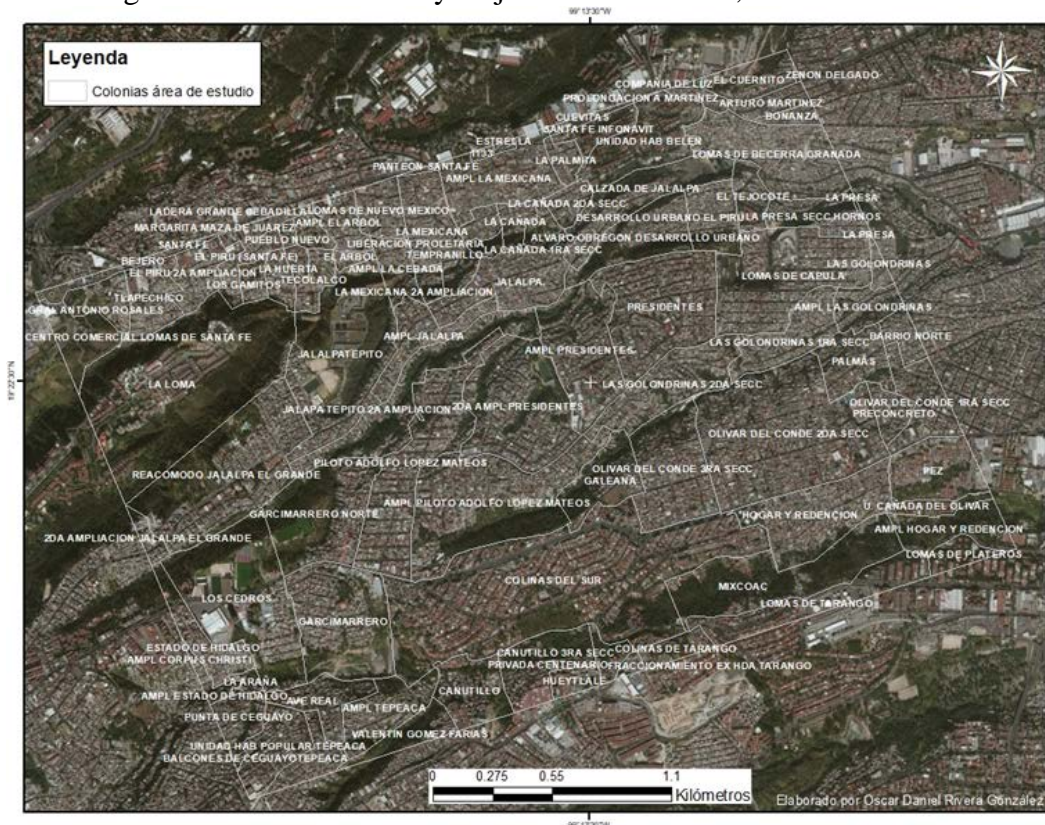 99°13'30"W
Leyenda
Colonias área de estudio
COMPAÑIA DE LUZ
EL CUERNITO
ZENON DELGADO
PROLONGACION A MARTINEZ
ARTURO MARTINEZ
CUEVITAS
BONANZA
SANTA FE INFONAVIT
ESTRELLA
UNIDAD HAB BELEN
1133
LA PALMITA
LOMAS DE BECERRA GRANADA
PANTEON SANTA FE
AMPL LA MEXICANA
CALZADA DE JALALPA
EL TEJOCOTE
LA PRESA
LA CAÑADA 2DA SECC
LADERA GRANDE
CEBADILLA
LOMAS DE NUEVO MEXICO
AMPL EL ARBOL
LA CAÑADA
DESARROLLO URBANO EL PIRU
LA PRESA SECC HORNOS
MARGARITA MAZA DE JUAREZ
LA MEXICANA
LA PRESA
PUEBLO NUEVO
LIBERACION PROLETARIA
ALVARO OBREGON DESARROLLO URBANO
SANTA FE
LA CAÑADA 1RA SECC
TEMPRANILLO
EL PIRU (SANTA FE)
EL ARBOL
BEJERO
LA HUERTA
AMPL LA CEBADA
LAS GOLONDRINAS
EL PIRU 2A AMPLIACION
LOMAS DE CAPULA
TECOLALCO
LOS GAMITOS
JALALPA
LA MEXICANA 2A AMPLIACION
TLAPECHICO
PRESIDENTES
AMPL LAS GOLONDRINAS
GRAL ANTONIO ROSALES
CENTRO COMERCIAL LOMAS DE SANTA FE
AMPL JALALPA
BARRIO NORTE
LAS GOLONDRINAS 1RA SECC
AMPL PRESIDENTES
JALALPATEPITO
PALMAS
19°22'30"N
LA LOMA
LAS GOLONDRINAS 2DA SECC
OLIVAR DEL CONDE 1RA SECC
JALAPA TEPITO 2A AMPLIACION
2DA AMPL PRESIDENTES
PRECONCRETO
OLIVAR DEL CONDE 2DA SECC
PILOTO ADOLFO LOPEZ MATEOS
OLIVAR DEL CONDE 3RA SECC
REACOMODO JALALPA EL GRANDE
PEZ
GALEANA
AMPL PILOTO ADOLFO LOPEZ MATEOS
U. CAÑADA DEL OLIVAR
GARCIMARRERO NORTE
HOGAR Y REDENCION
AMPL HOGAR Y REDENCION
2DA AMPLIACION JALALPA EL GRANDE
LOMAS DE PLATEROS
COLINAS DEL SUR
MIXCOAC
LOS CEDROS
LOMAS DE TARANGO
GARCIMARRERO
ESTADO DE HIDALGO
CANUTILLO 3RA SECC
COLINAS DE TARANGO
AMPL CORPUS CHRISTI
PRIVADA CENTENARIO
FRACCIONAMIENTO EX HDA TARANGO
LA ARAÑA
HUEYTLALE
CANUTILLO
AMPL ESTADO DE HIDALGO
AVE REAL
AMPL TEPEACA
PUNTA DE CEGUAYO
VALENTIN GOMEZ FARIAS
UNIDAD HAB POPULAR TEPEACA
BALCONES DE CEGUAYO
TEPEACA
0 0.275 0.55 1.1
Kilómetros
Elaborado por Oscar Daniel Rivera González